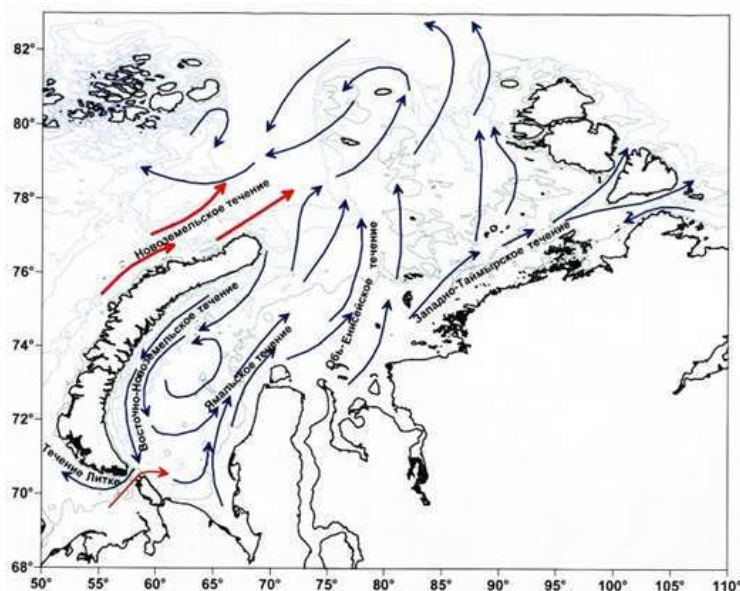 82°
80°
78°
76°
74°
72°
70°
68°
Новоземельское течение
Восточно-Новоземельское течение
Ямальское течение
Обь-Енисейское течение
Западно-Таймырское течение
Течение Литке
50° 55° 60° 65° 70° 75° 80° 85° 90° 95° 100° 105° 110°